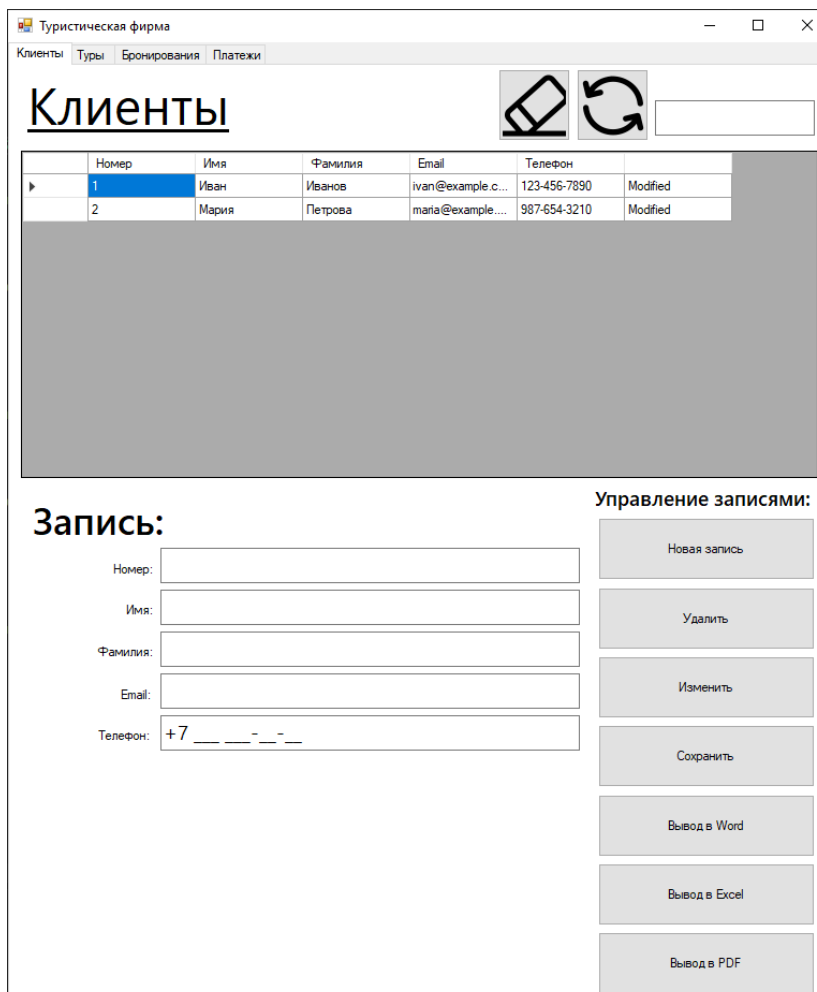 Туристическая фирма
Клиенты Туры Бронирования Платежи
Клиенты
Номер Имя Фамилия Email Телефон
1 Иван Иванов ivan@example.c... 123-456-7890 Modified
2 Мария Петрова maria@example.... 987-654-3210 Modified
Запись:
Управление записями:
Номер:
Имя:
Фамилия:
Email:
Телефон: +7 ___ ___-__-__
Новая запись
Удалить
Изменить
Сохранить
Вывод в Word
Вывод в Excel
Вывод в PDF